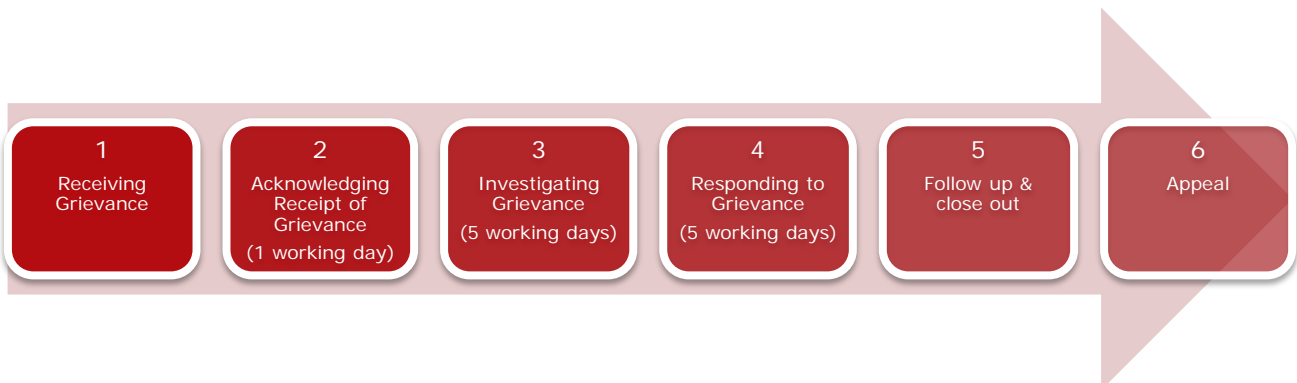 1
Receiving
Grievance
2
Acknowledging
Receipt of
Grievance
(1 working day)
3
Investigating
Grievance
(5 working days)
4
Responding to
Grievance
(5 working days)
5
Follow up &
close out
6
Appeal